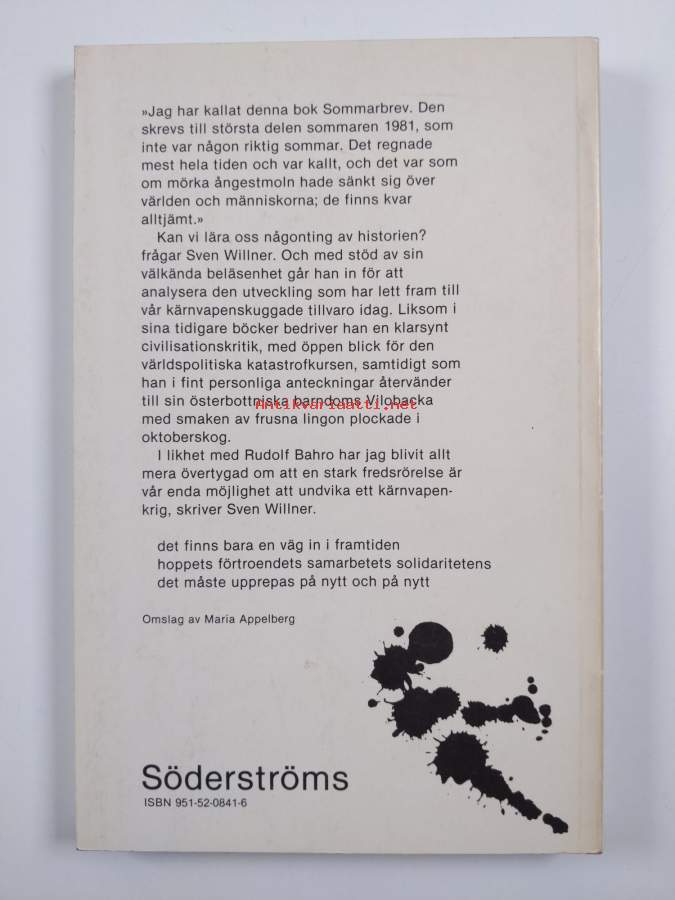 »Jag har kallat denna bok Sommarbrev. Den
skrevs till största delen sommaren 1981, som
inte var någon riktig sommar. Det regnade
mest hela tiden och var kallt, och det var som
om mörka ångestmoln hade sänkt sig över
världen och människorna; de finns kvar
alltjämt.»
Kan vi lära oss någonting av historien?
frågar Sven Willner. Och med stöd av sin
välkända beläsenhet går han in för att
analysera den utveckling som har lett fram till
vår kärnvapenskuggade tillvaro idag. Liksom i
sina tidigare böcker bedriver han en klarsynt
civilisationskritik, med öppen blick för den
världspolitiska katastrofkursen, samtidigt som
han i fint personliga anteckningar återvänder
till sin österbottniska barndoms Vilobacka
Antikvariaatti.net
med smaken av frusna lingon plockade i
oktoberskog.
I likhet med Rudolf Bahro har jag blivit allt
mera övertygad om att en stark fredsrörelse är
vår enda möjlighet att undvika ett kärnvapen-
krig, skriver Sven Willner.
det finns bara en väg in i framtiden
hoppets förtroendets samarbetets solidaritetens
det måste upprepas på nytt och på nytt
Omslag av Maria Appelberg
Söderströms
ISBN 951-52-0841-6